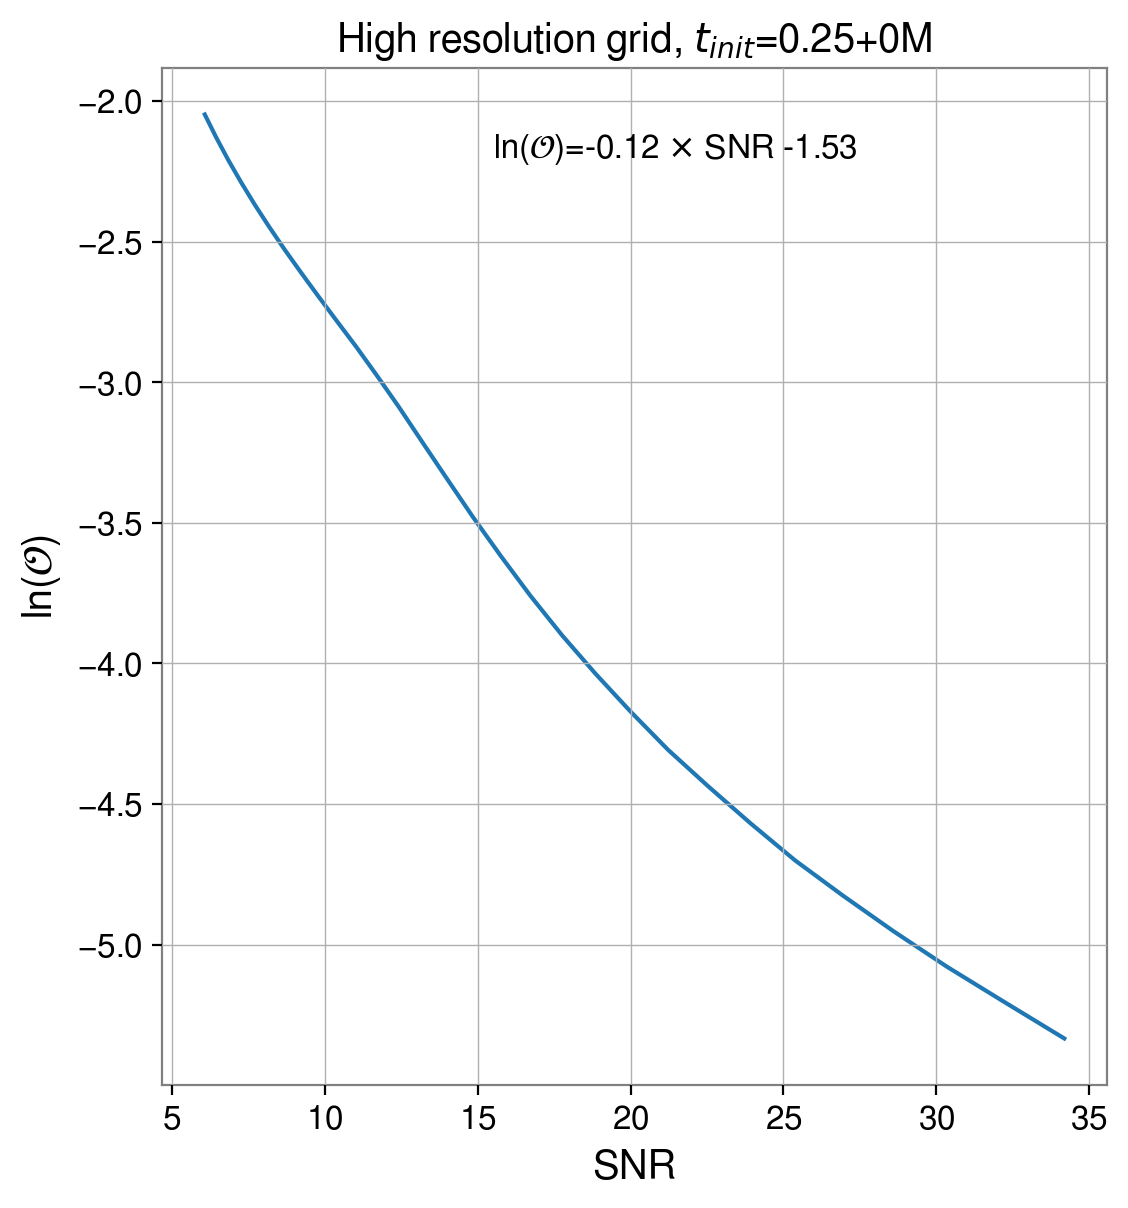 High resolution grid, t_init=0.25+0M
ln(𝒪)=-0.12 × SNR -1.53
−2.0
−2.5
−3.0
−3.5
−4.0
−4.5
−5.0
ln(𝒪)
5 10 15 20 25 30 35
SNR